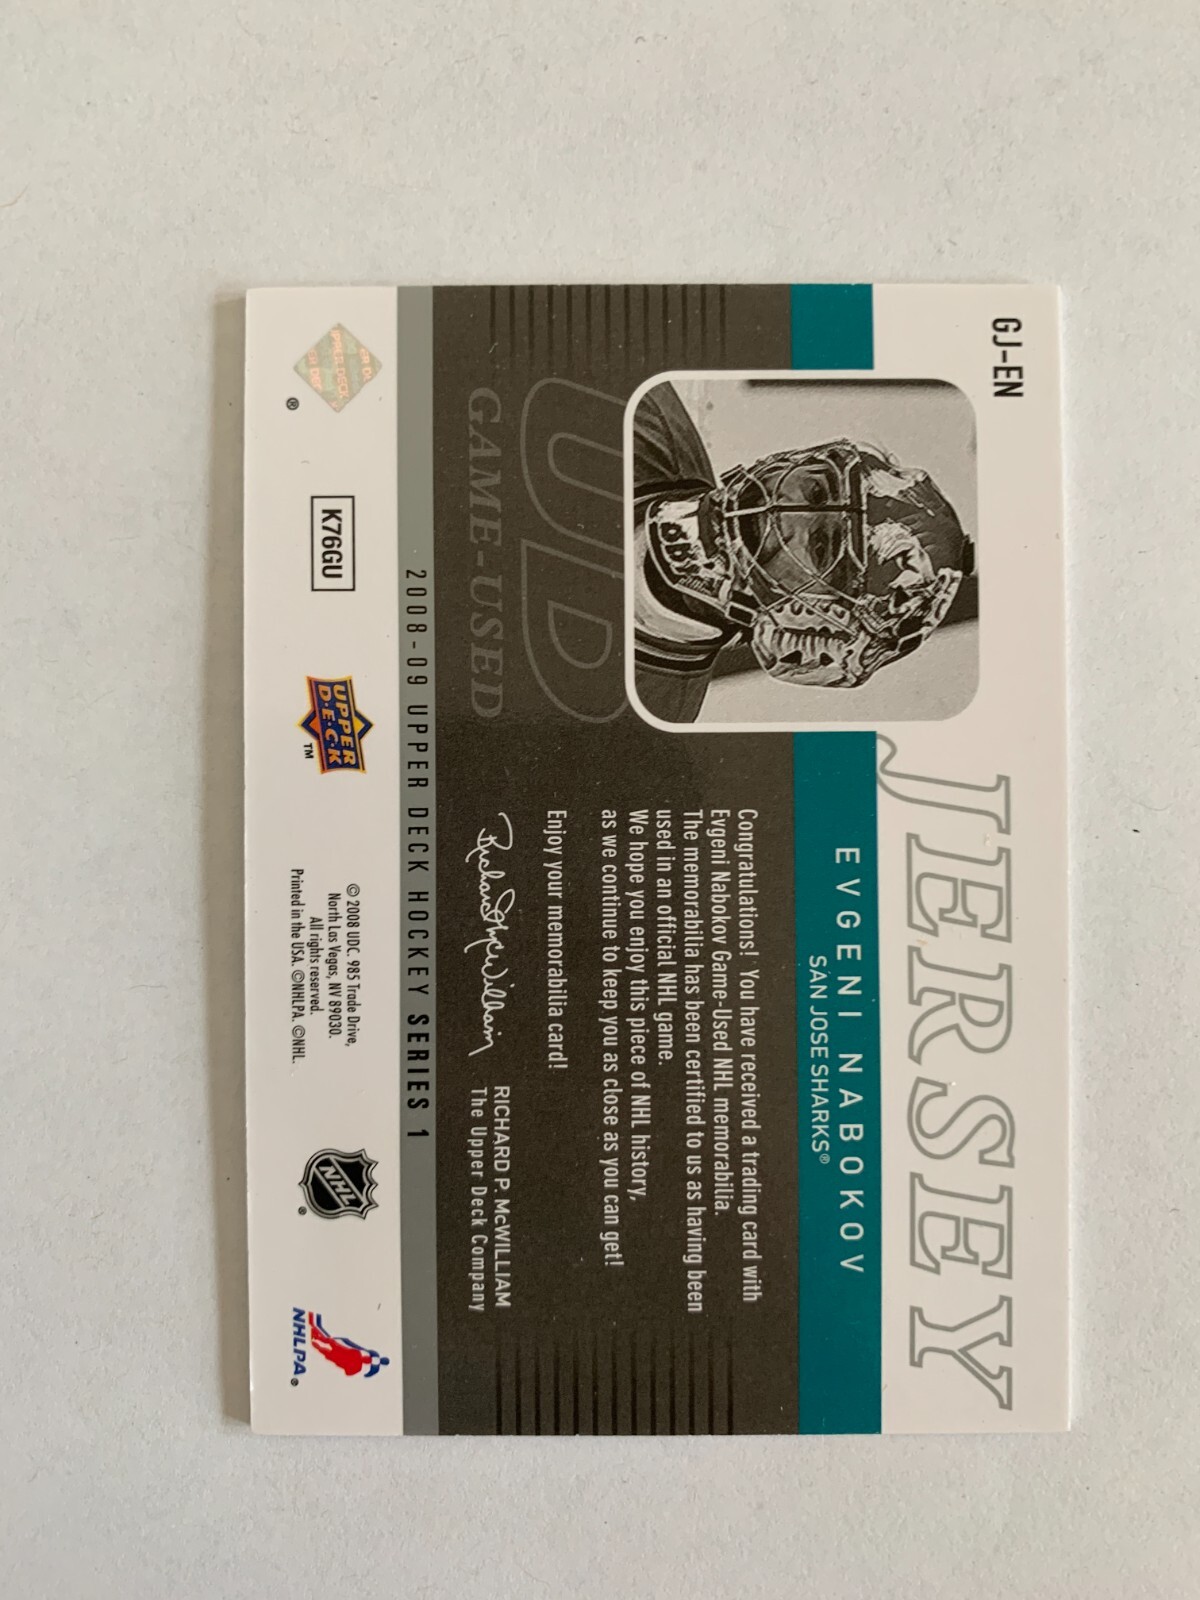 GJ-EN
JERSEY
EVGENI NABOKOV
SAN JOSE SHARKS®
Congratulations! You have received a trading card with
Evgeni Nabokov Game-Used NHL memorabilia.
The memorabilia has been certified to us as having been
used in an official NHL game.
We hope you enjoy this piece of NHL history,
as we continue to keep you as close as you can get!
Enjoy your memorabilia card!
UD
GAME-USED
Richard McWilliam
RICHARD P. McWILLIAM
The Upper Deck Company
2008-09 UPPER DECK HOCKEY SERIES 1
®
K76GU
UPPER
D.E.C.K
TM
© 2008 UDC. 985 Trade Drive,
North Las Vegas, NV 89030.
All rights reserved.
Printed in the USA. ©NHLPA. ©NHL.
NHL
®
NHLPA®